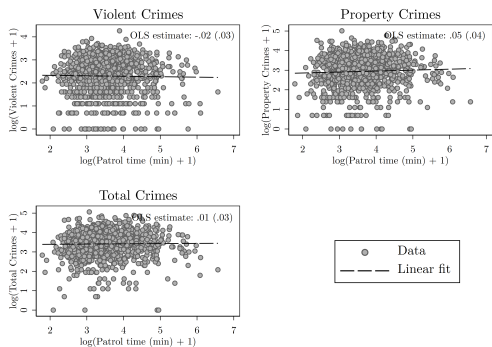 Violent Crimes
OLS estimate: -.02 (.03)
log(Violent Crimes + 1)
0 1 2 3 4
2 3 4 5 6 7
log(Patrol time (min) + 1)
Property Crimes
OLS estimate: .05 (.04)
log(Property Crimes + 1)
0 1 2 3 4 5
2 3 4 5 6 7
log(Patrol time (min) + 1)
Total Crimes
OLS estimate: .01 (.03)
log(Total Crimes + 1)
0 1 2 3 4 5
2 3 4 5 6 7
log(Patrol time (min) + 1)
Data
Linear fit